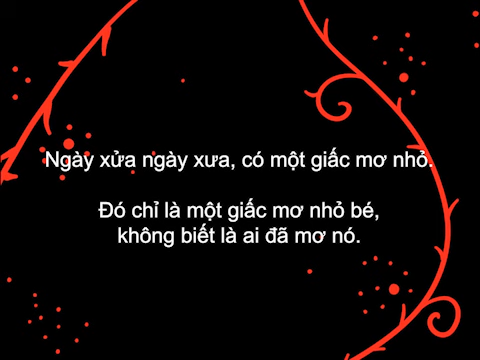 Ngày xửa ngày xưa, có một giấc mơ nhỏ.
Đó chỉ là một giấc mơ nhỏ bé,
không biết là ai đã mơ nó.